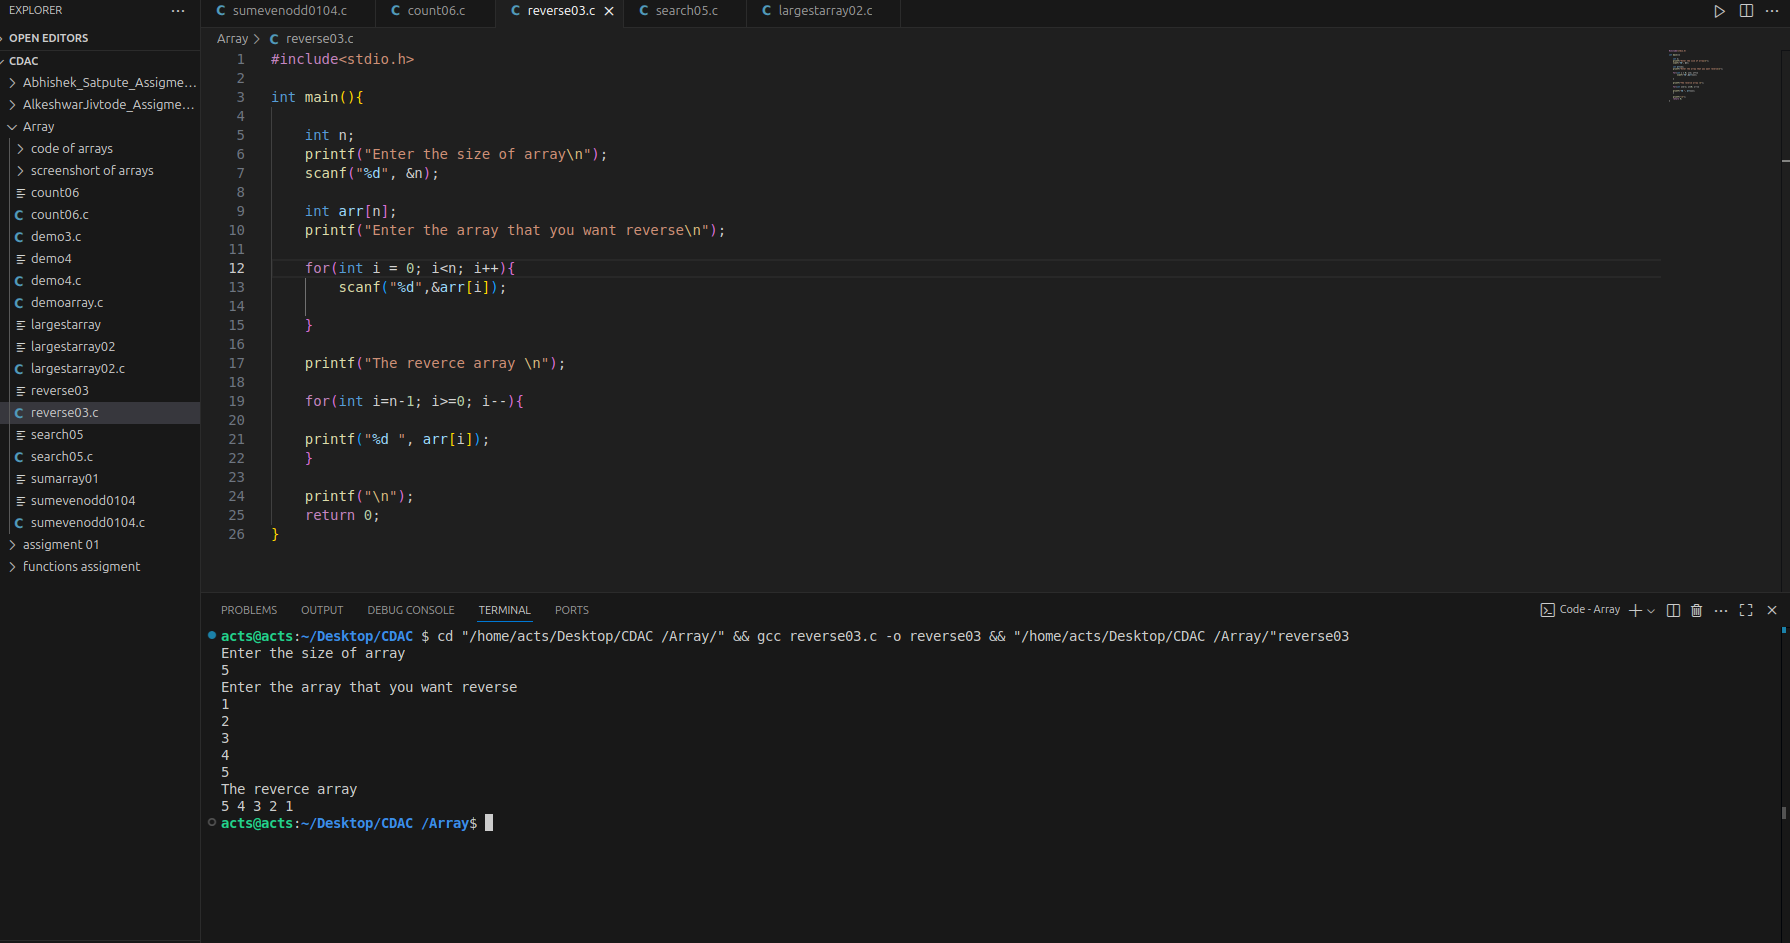 EXPLORER
OPEN EDITORS
CDAC
Abhishek_Satpute_Assigme...
AlkeshwarJivtode_Assigme...
Array
code of arrays
screenshort of arrays
count06
count06.c
demo3.c
demo4
demo4.c
demoarray.c
largestarray
largestarray02
largestarray02.c
reverse03
reverse03.c
search05
search05.c
sumarray01
sumevenodd0104
sumevenodd0104.c
assigment 01
functions assigment
C sumevenodd0104.c C count06.c C reverse03.c C search05.c C largestarray02.c
Array > C reverse03.c
1 #include<stdio.h>
2
3 int main(){
4
5 int n;
6 printf("Enter the size of array\n");
7 scanf("%d", &n);
8
9 int arr[n];
10 printf("Enter the array that you want reverse\n");
11
12 for(int i = 0; i<n; i++){
13 scanf("%d",&arr[i]);
14
15 }
16
17 printf("The reverce array \n");
18
19 for(int i=n-1; i>=0; i--){
20
21 printf("%d ", arr[i]);
22 }
23
24 printf("\n");
25 return 0;
26 }
PROBLEMS OUTPUT DEBUG CONSOLE TERMINAL PORTS
Code - Array
acts@acts:~/Desktop/CDAC $ cd "/home/acts/Desktop/CDAC /Array/" && gcc reverse03.c -o reverse03 && "/home/acts/Desktop/CDAC /Array/"reverse03
Enter the size of array
5
Enter the array that you want reverse
1
2
3
4
5
The reverce array
5 4 3 2 1
acts@acts:~/Desktop/CDAC /Array$